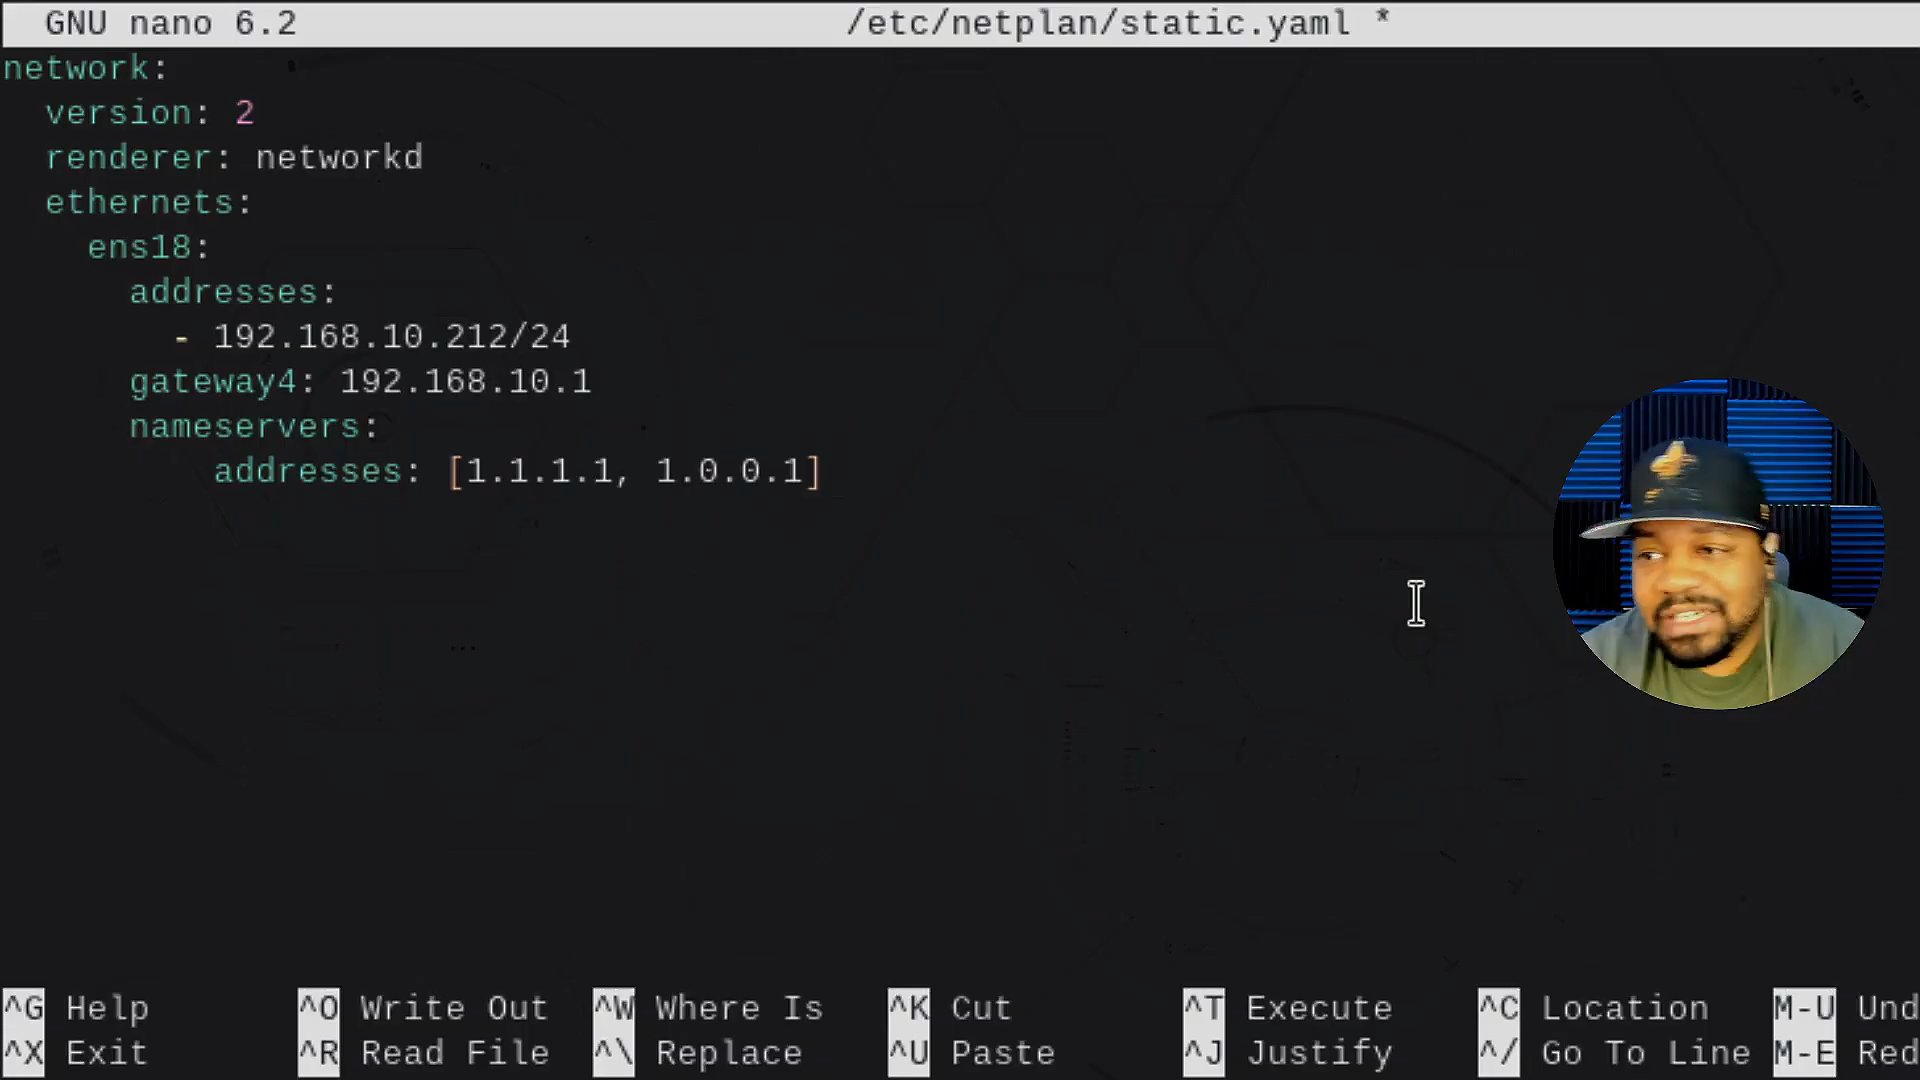 GNU nano 6.2 /etc/netplan/static.yaml *
network:
  version: 2
  renderer: networkd
  ethernets:
    ens18:
      addresses:
        - 192.168.10.212/24
      gateway4: 192.168.10.1
      nameservers:
          addresses: [1.1.1.1, 1.0.0.1]
^G Help ^O Write Out ^W Where Is ^K Cut ^T Execute ^C Location M-U Und
^X Exit ^R Read File ^\ Replace ^U Paste ^J Justify ^/ Go To Line M-E Red